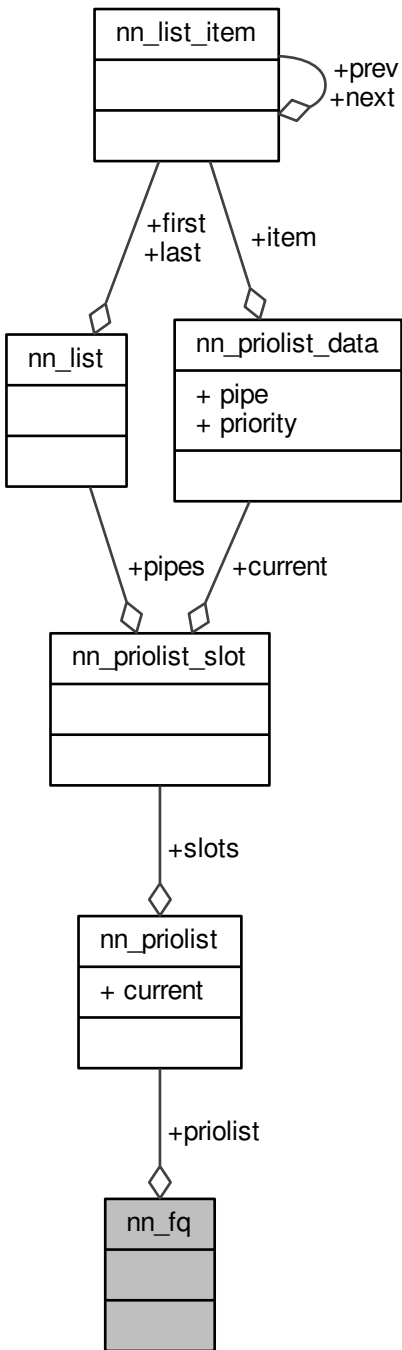 nn_list_item
+prev
+next
+first
+last
+item
nn_list
nn_priolist_data
+ pipe
+ priority
+pipes
+current
nn_priolist_slot
+slots
nn_priolist
+ current
+priolist
nn_fq